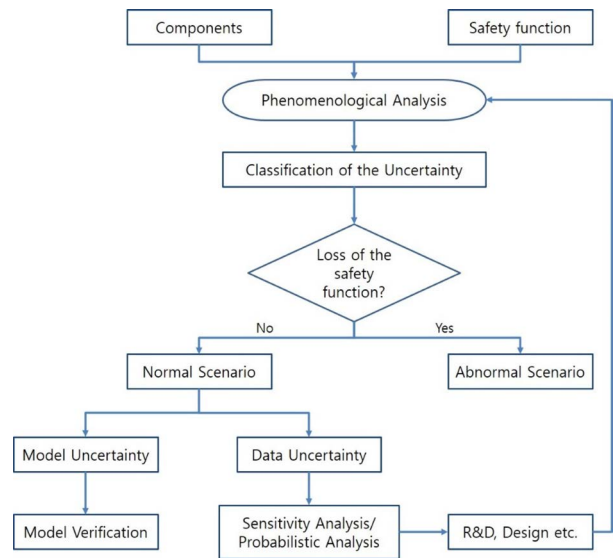 Components
Safety function
Phenomenological Analysis
Classification of the Uncertainty
Loss of the
safety
function?
No
Yes
Normal Scenario
Abnormal Scenario
Model Uncertainty
Data Uncertainty
Model Verification
Sensitivity Analysis/
Probabilistic Analysis
R&D, Design etc.